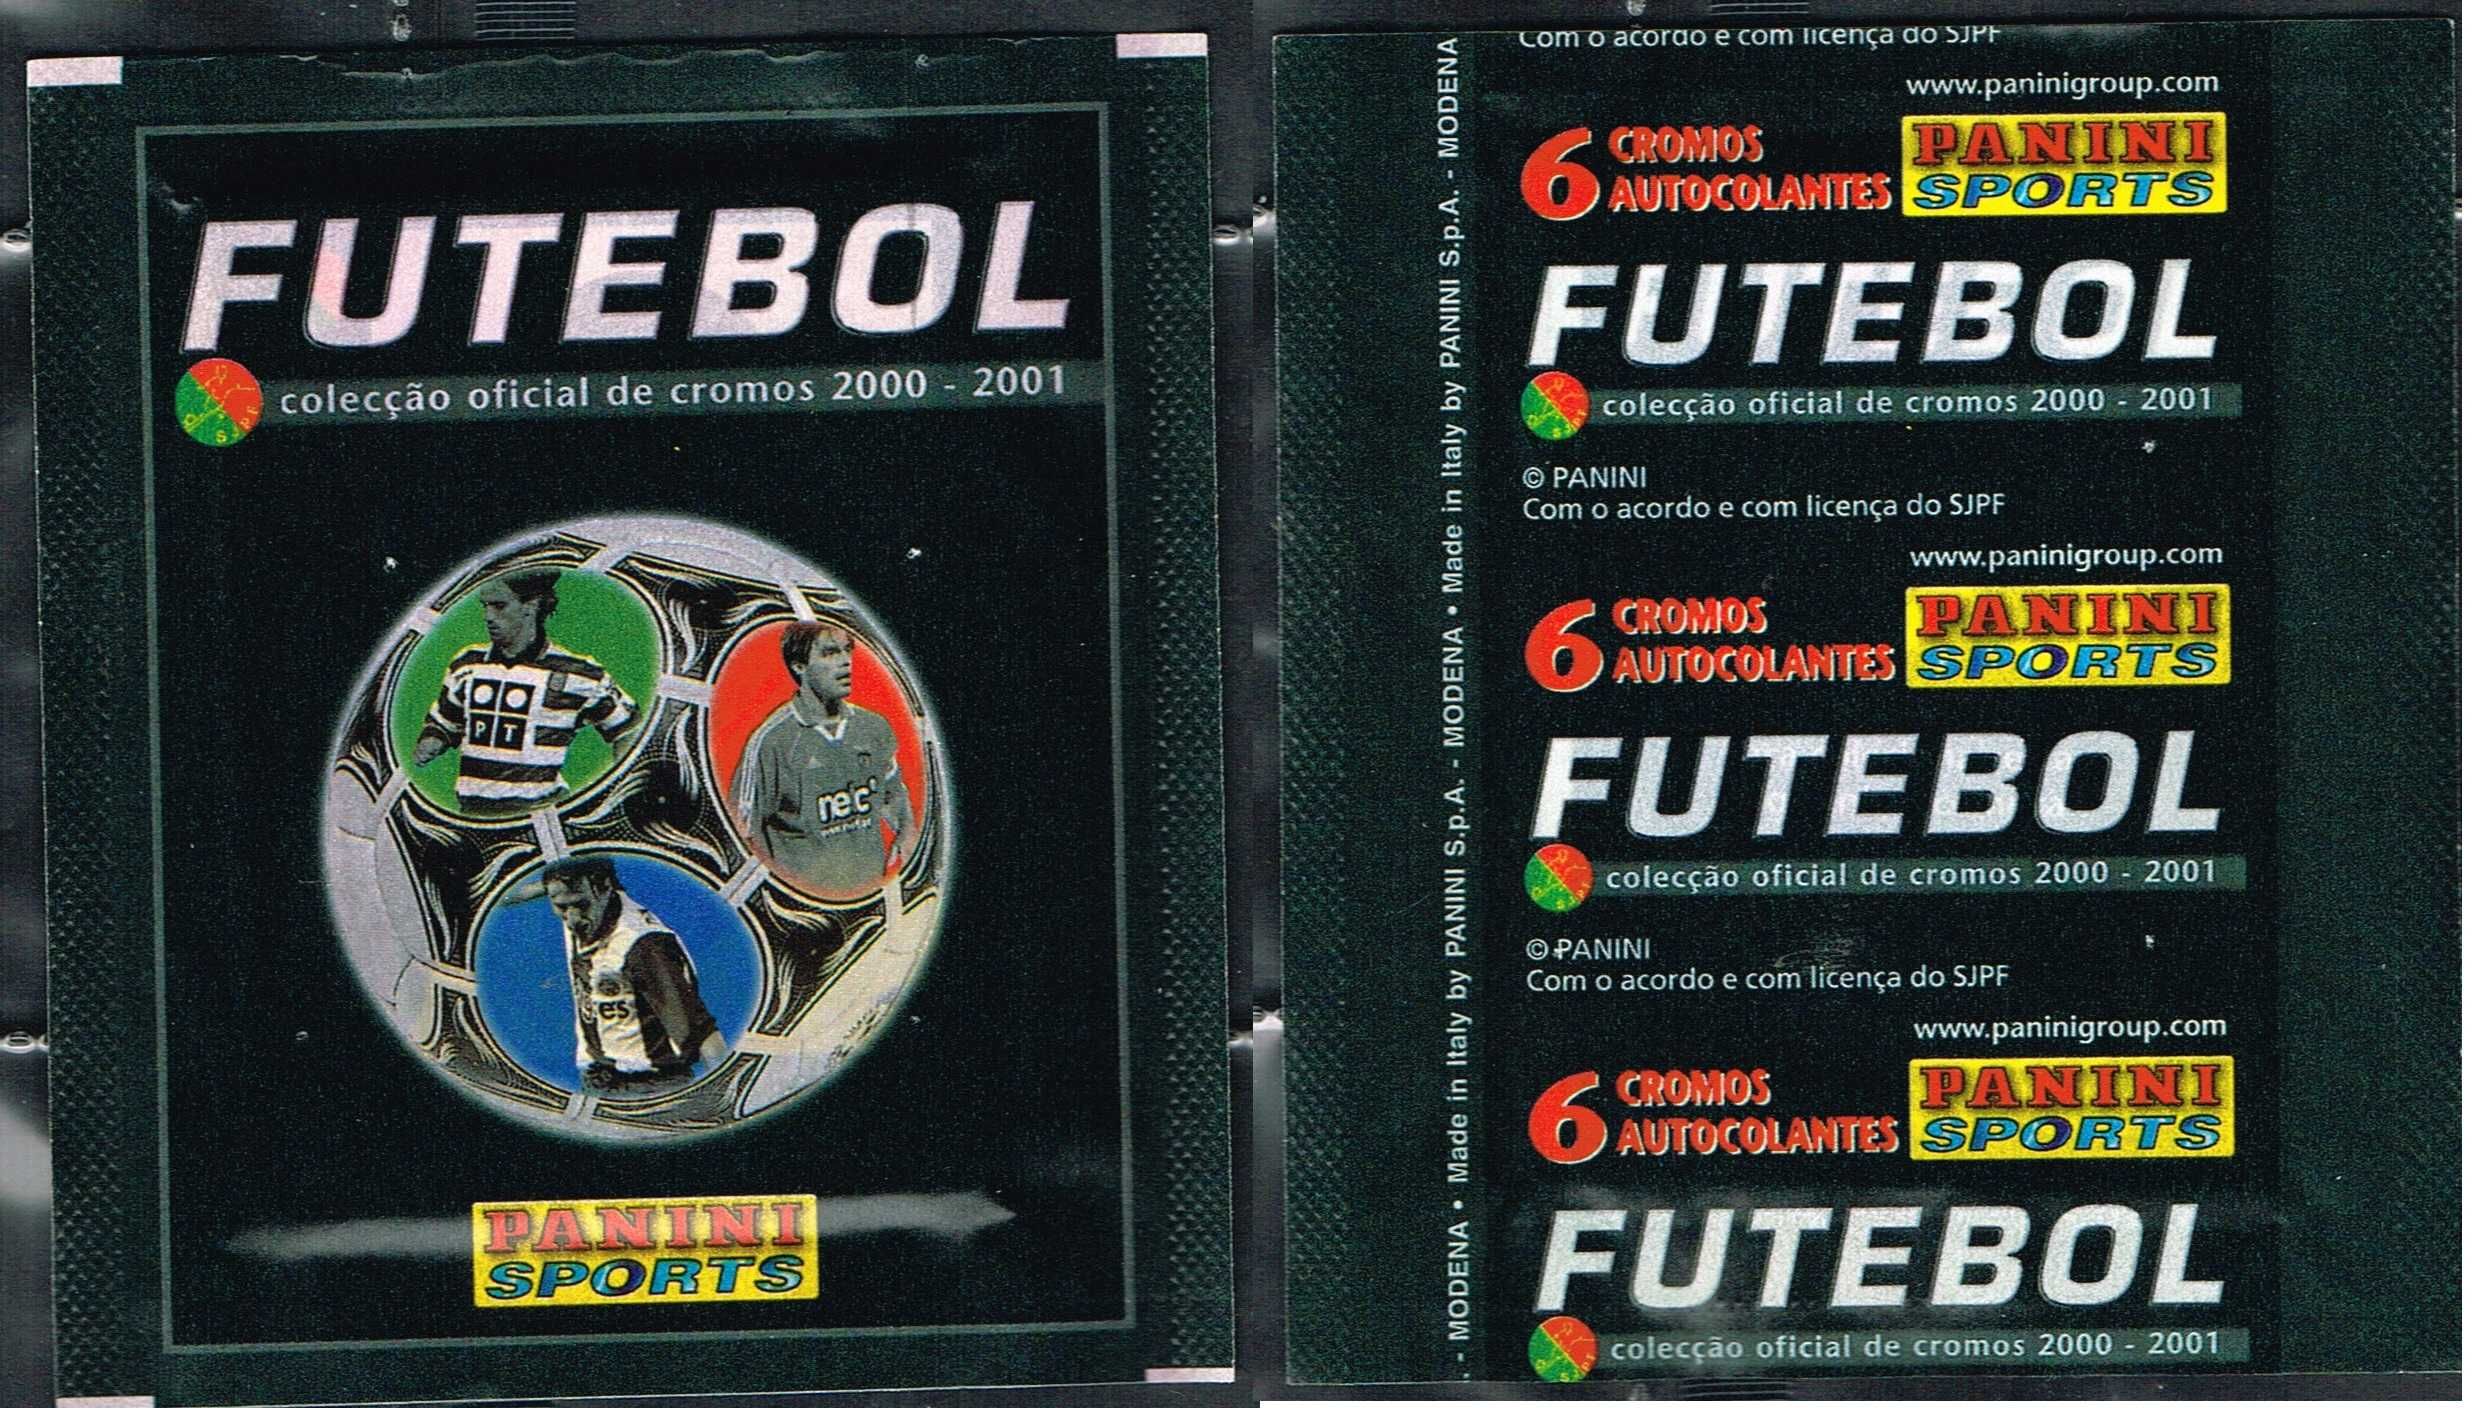 FUTEBOL
colecção oficial de cromos 2000 - 2001
SJPF
PT
netc
es
PANINI
SPORTS
- MODENA • Made in Italy by PANINI S.p.A. - MODENA • Made in Italy by PANINI S.p.A. - MODENA
Com o acordo e com licença do SJPF
www.paninigroup.com
6 CROMOS
AUTOCOLANTES
PANINI
SPORTS
FUTEBOL
colecção oficial de cromos 2000 - 2001
© PANINI
Com o acordo e com licença do SJPF
www.paninigroup.com
6 CROMOS
AUTOCOLANTES
PANINI
SPORTS
FUTEBOL
colecção oficial de cromos 2000 - 2001
© PANINI
Com o acordo e com licença do SJPF
www.paninigroup.com
6 CROMOS
AUTOCOLANTES
PANINI
SPORTS
FUTEBOL
colecção oficial de cromos 2000 - 2001